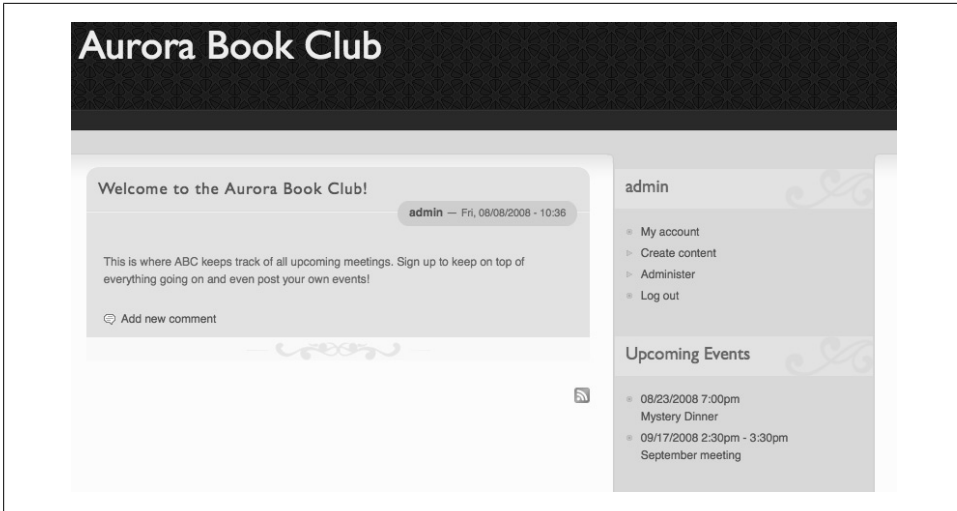 Aurora Book Club
Welcome to the Aurora Book Club!
admin — Fri, 08/08/2008 - 10:36
This is where ABC keeps track of all upcoming meetings. Sign up to keep on top of
everything going on and even post your own events!
Add new comment
admin
My account
Create content
Administer
Log out
Upcoming Events
08/23/2008 7:00pm
Mystery Dinner
09/17/2008 2:30pm - 3:30pm
September meeting